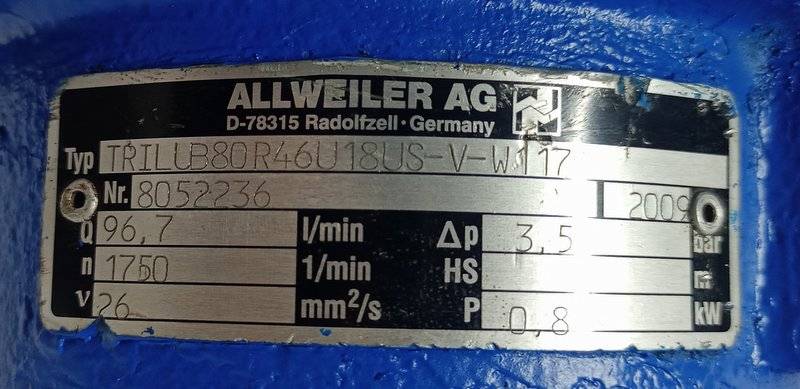 ALLWEILER AG
D-78315 Radolfzell · Germany
Typ TRILUB80R46U18US-V-W117
Nr. 8052236 2009
Q 96,7 l/min Δp 3,5 bar
n 1750 1/min HS m
ν 26 mm²/s P 0,8 kW